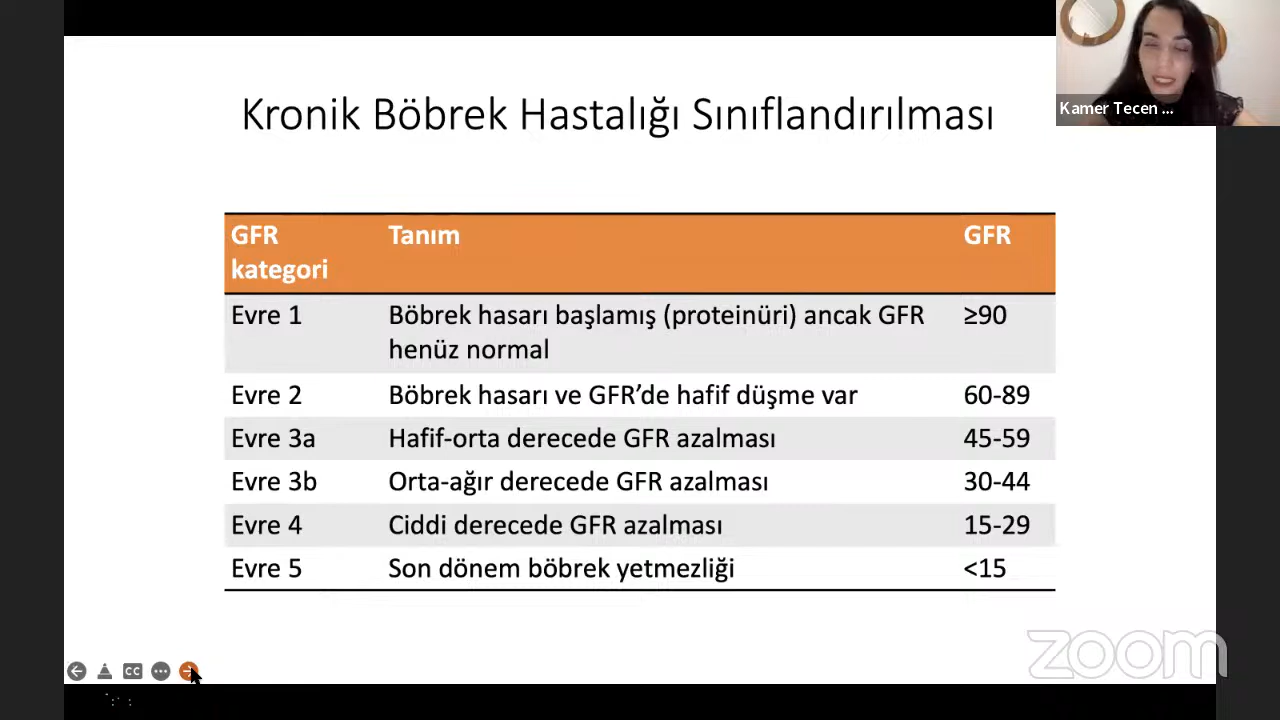 Kamer Tecen ...
Kronik Böbrek Hastalığı Sınıflandırılması
GFR kategori Tanım GFR
Evre 1 Böbrek hasarı başlamış (proteinüri) ancak GFR henüz normal ≥90
Evre 2 Böbrek hasarı ve GFR’de hafif düşme var 60-89
Evre 3a Hafif-orta derecede GFR azalması 45-59
Evre 3b Orta-ağır derecede GFR azalması 30-44
Evre 4 Ciddi derecede GFR azalması 15-29
Evre 5 Son dönem böbrek yetmezliği <15
CC
zoom